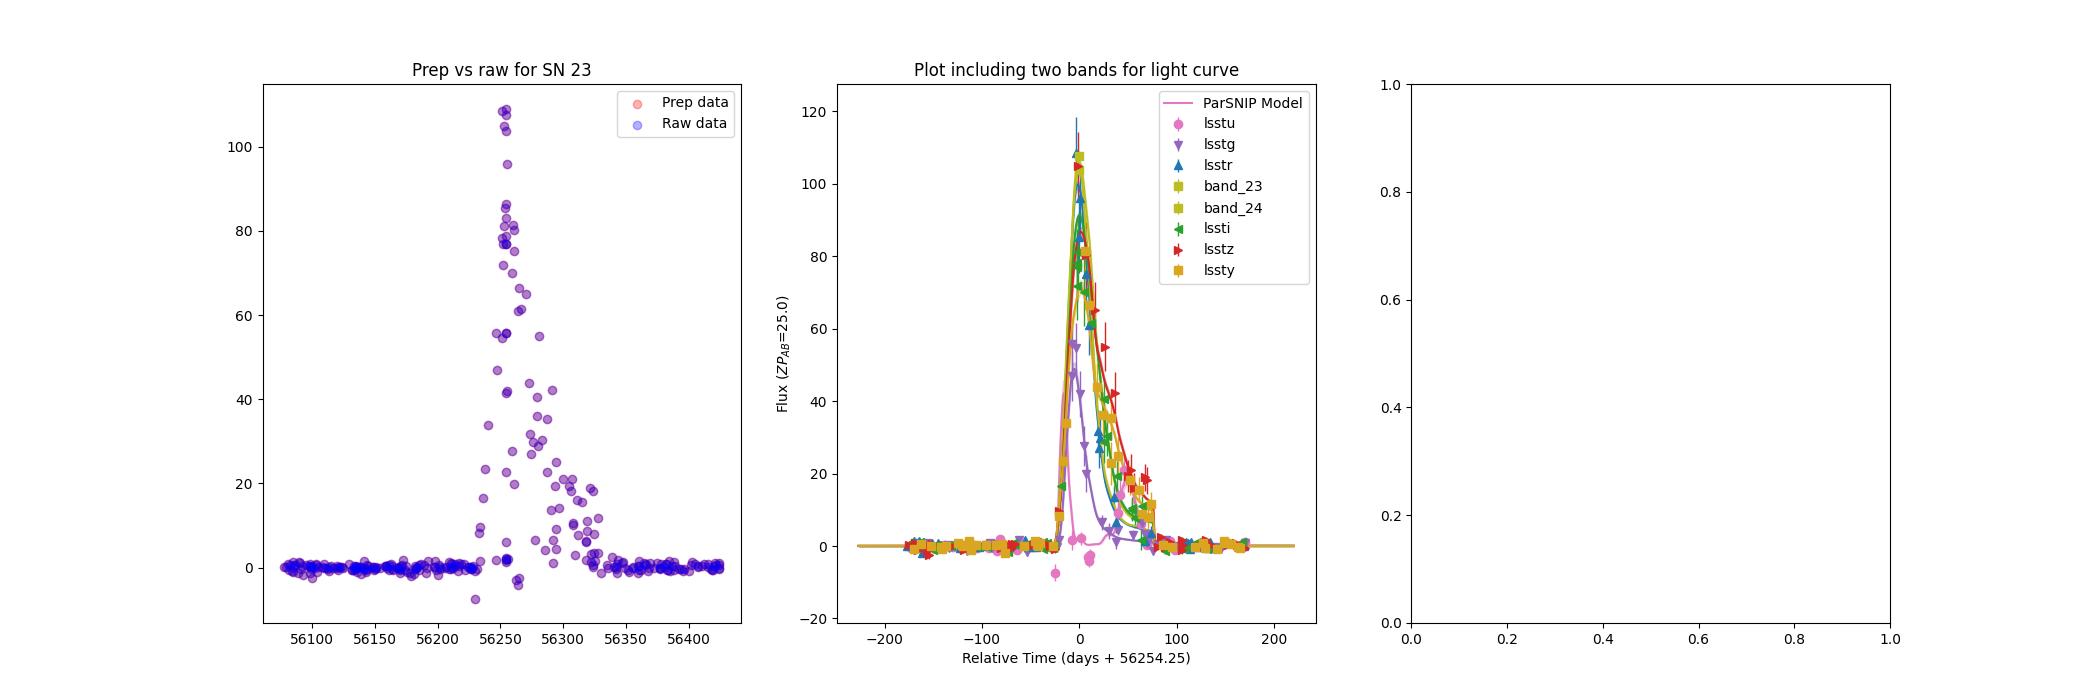 Prep vs raw for SN 23
Prep data
Raw data
100
80
60
40
20
0
56100 56150 56200 56250 56300 56350 56400
Plot including two bands for light curve
ParSNIP Model
lsstu
lsstg
lsstr
band_23
band_24
lssti
lsstz
lssty
Flux (ZP_AB=25.0)
120
100
80
60
40
20
0
−20
−200 −100 0 100 200
Relative Time (days + 56254.25)
1.0
0.8
0.6
0.4
0.2
0.0
0.0 0.2 0.4 0.6 0.8 1.0